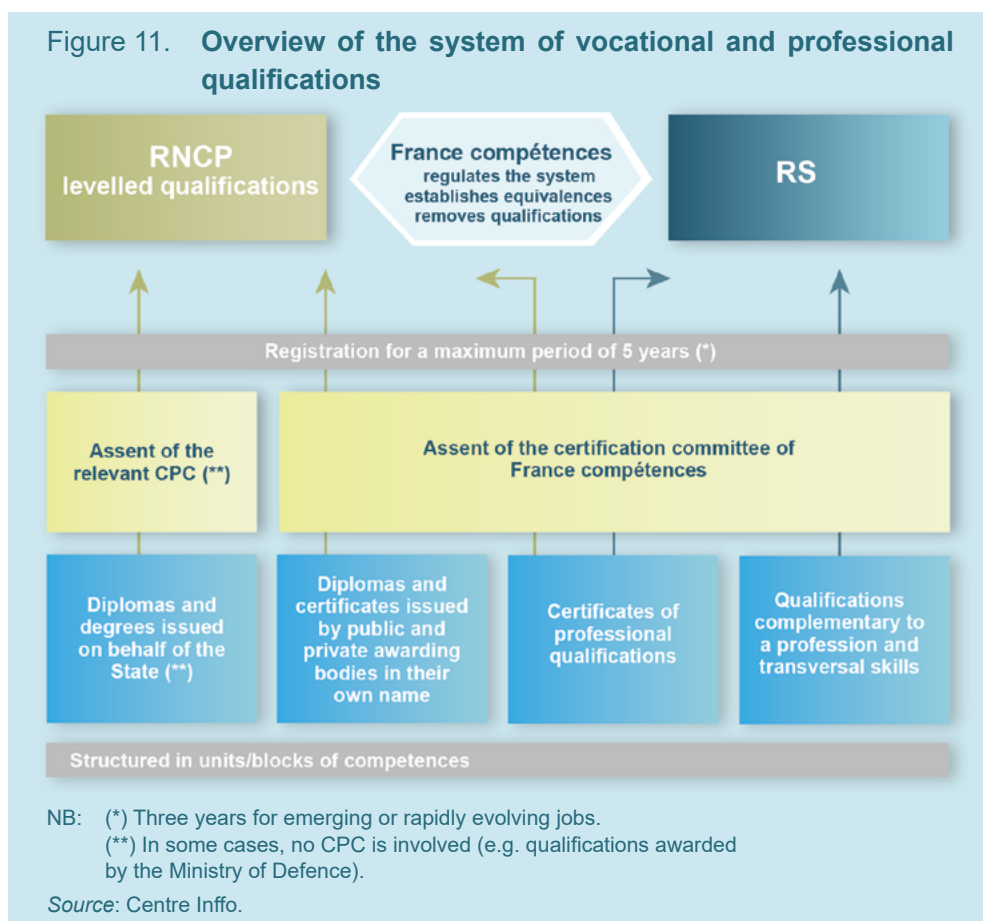 Figure 11. Overview of the system of vocational and professional
qualifications
RNCP
levelled qualifications
France compétences
regulates the system
establishes equivalences
removes qualifications
RS
Registration for a maximum period of 5 years (*)
Assent of the
relevant CPC (**)
Assent of the certification committee of
France compétences
Diplomas and
degrees issued
on behalf of the
State (**)
Diplomas and
certificates issued
by public and
private awarding
bodies in their
own name
Certificates of
professional
qualifications
Qualifications
complementary to
a profession and
transversal skills
Structured in units/blocks of competences
NB: (*) Three years for emerging or rapidly evolving jobs.
(**) In some cases, no CPC is involved (e.g. qualifications awarded
by the Ministry of Defence).
Source: Centre Inffo.